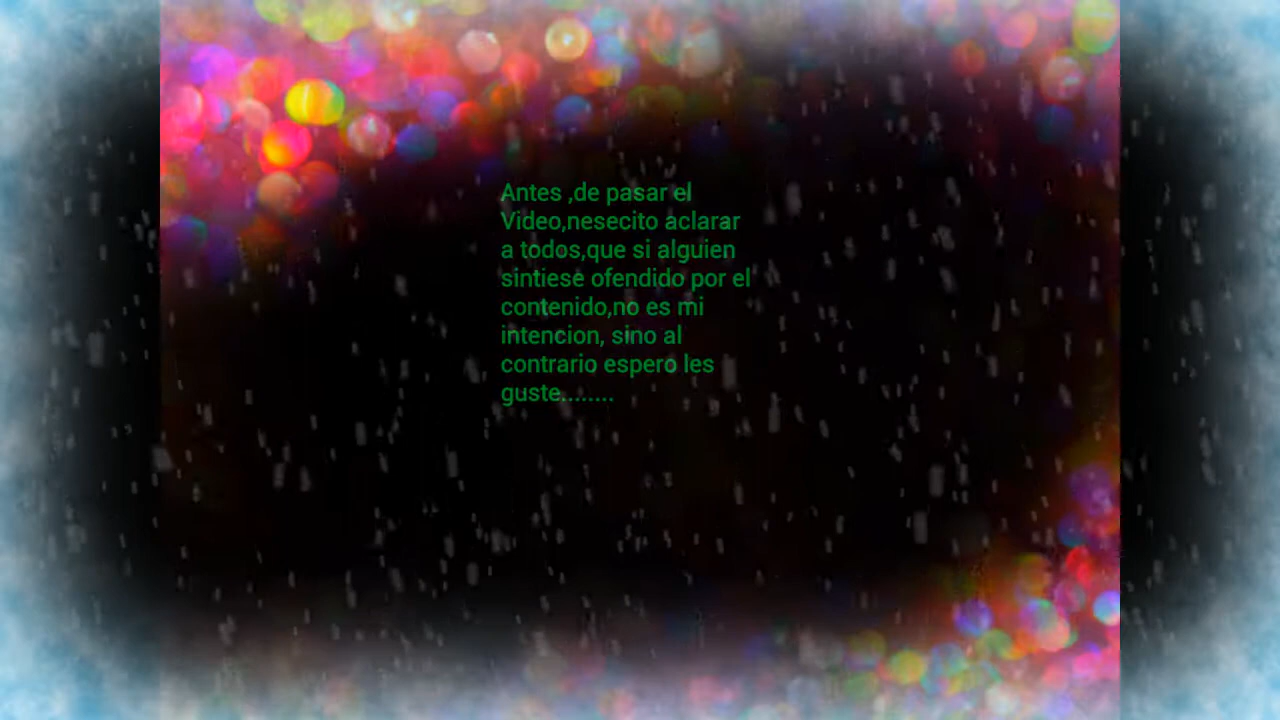 Antes ,de pasar el
Video,nesecito aclarar
a todos,que si alguien
sintiese ofendido por el
contenido,no es mi
intencion, sino al
contrario espero les
guste........